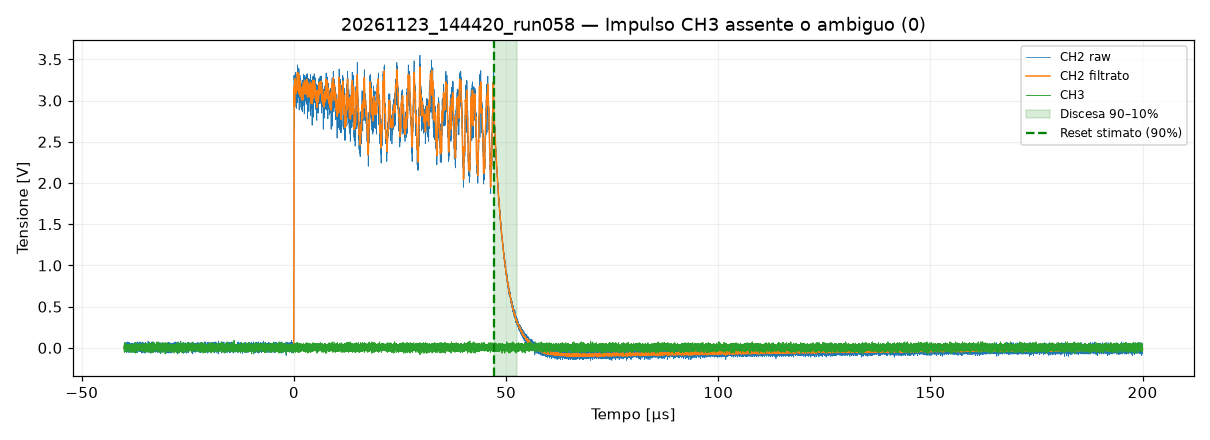 20261123_144420_run058 — Impulso CH3 assente o ambiguo (0)
CH2 raw
CH2 filtrato
CH3
Discesa 90–10%
Reset stimato (90%)
Tensione [V]
3.5
3.0
2.5
2.0
1.5
1.0
0.5
0.0
−50
0
50
100
150
200
Tempo [µs]